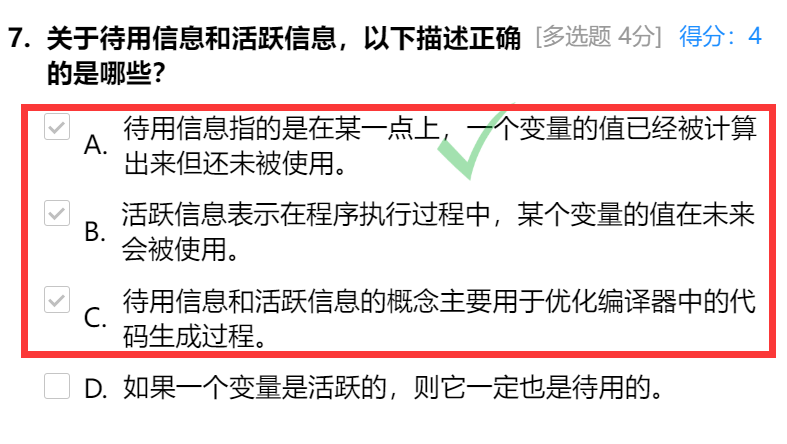 7. 关于待用信息和活跃信息，以下描述正确 [多选题 4分] 得分：4
的是哪些？
A. 待用信息指的是在某一点上，一个变量的值已经被计算
出来但还未被使用。
B. 活跃信息表示在程序执行过程中，某个变量的值在未来
会被使用。
C. 待用信息和活跃信息的概念主要用于优化编译器中的代
码生成过程。
D. 如果一个变量是活跃的，则它一定也是待用的。